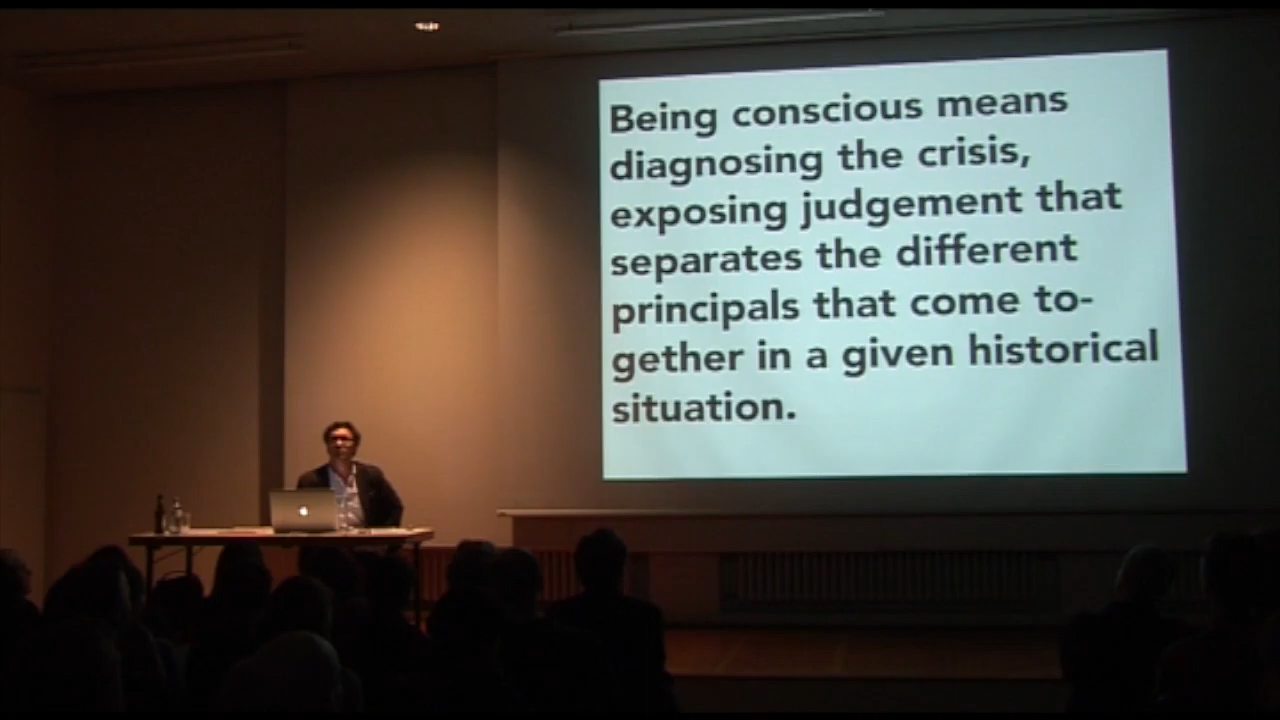 Being conscious means
diagnosing the crisis,
exposing judgement that
separates the different
principals that come to-
gether in a given historical
situation.